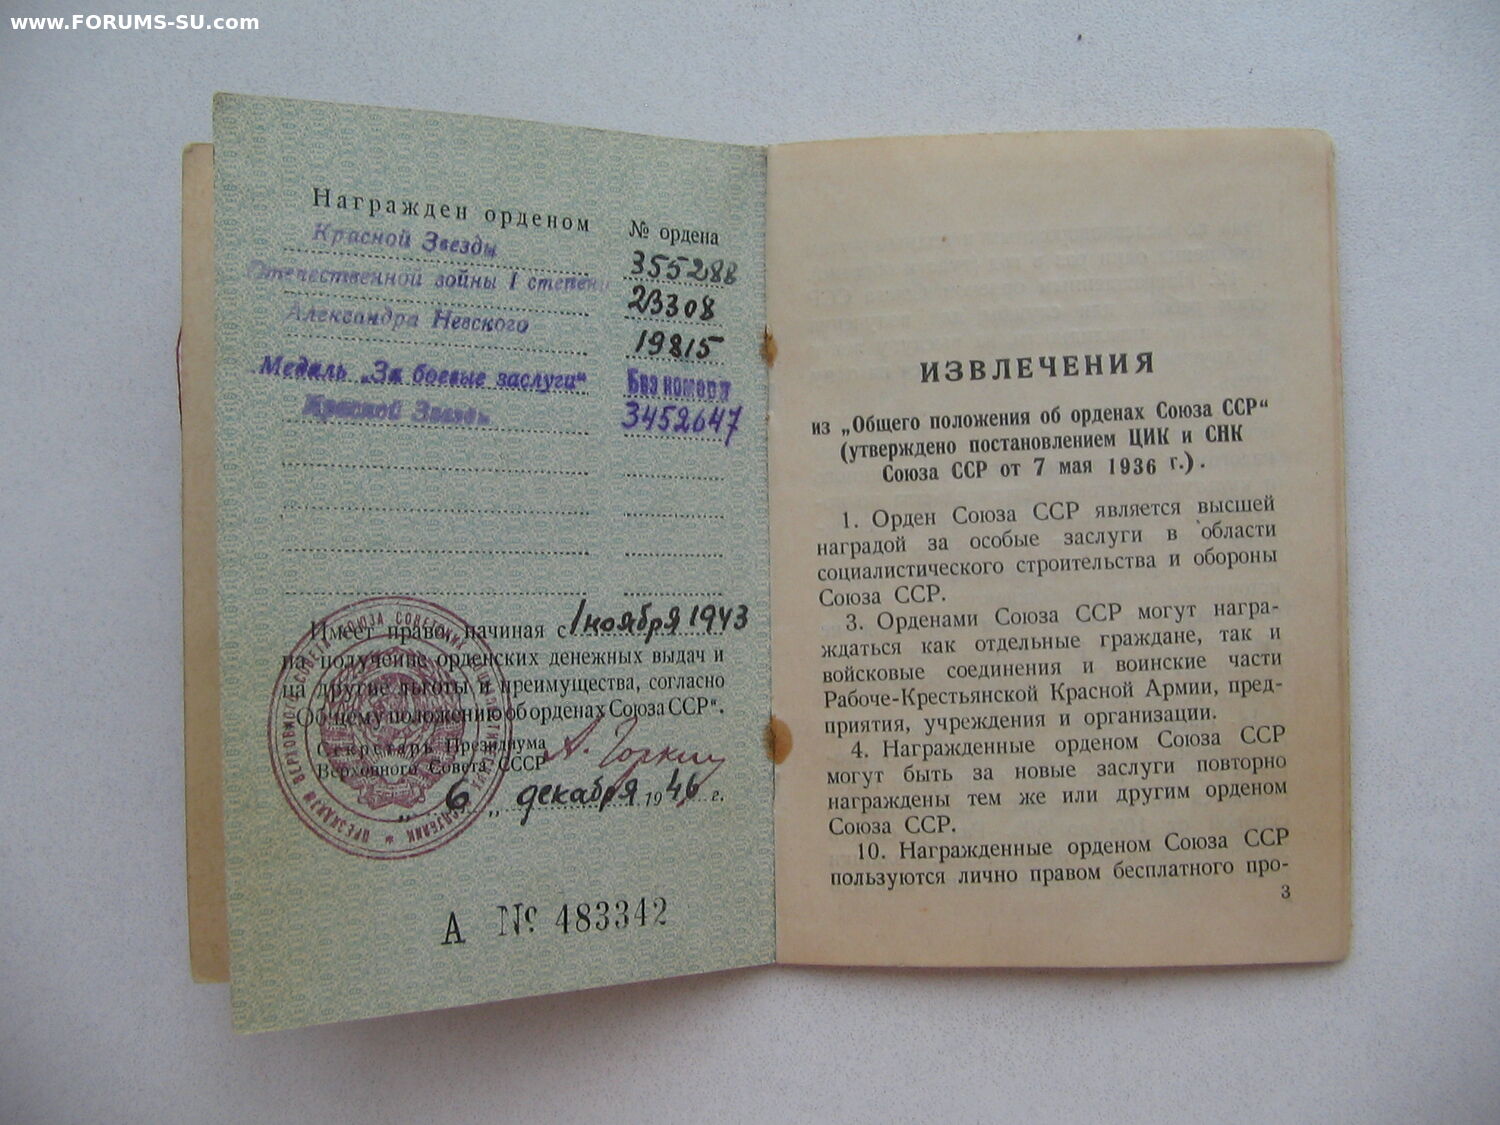 www.FORUMS-SU.com
Награжден орденом № ордена
Красной Звезды 355288
Отечественной войны I степени 23308
Александра Невского 19815
Медаль „За боевые заслуги“ Без номера
Красной Звезды 3452647
Имеет право, начиная с 1 ноября 1943
на получение орденских денежных выдач и
на другие льготы и преимущества, согласно
„Общему положению об орденах Союза ССР“.
Секретарь Президиума
Верховного Совета СССР А. Горкин
„ 6 „ декабря 1946 г.
А № 483342
ИЗВЛЕЧЕНИЯ
из „Общего положения об орденах Союза ССР“
(утверждено постановлением ЦИК и СНК
Союза ССР от 7 мая 1936 г.).
1. Орден Союза ССР является высшей
наградой за особые заслуги в области
социалистического строительства и обороны
Союза ССР.
3. Орденами Союза ССР могут награ-
ждаться как отдельные граждане, так и
войсковые соединения и воинские части
Рабоче-Крестьянской Красной Армии, пред-
приятия, учреждения и организации.
4. Награжденные орденом Союза ССР
могут быть за новые заслуги повторно
награждены тем же или другим орденом
Союза ССР.
10. Награжденные орденом Союза ССР
пользуются лично правом бесплатного про-
3